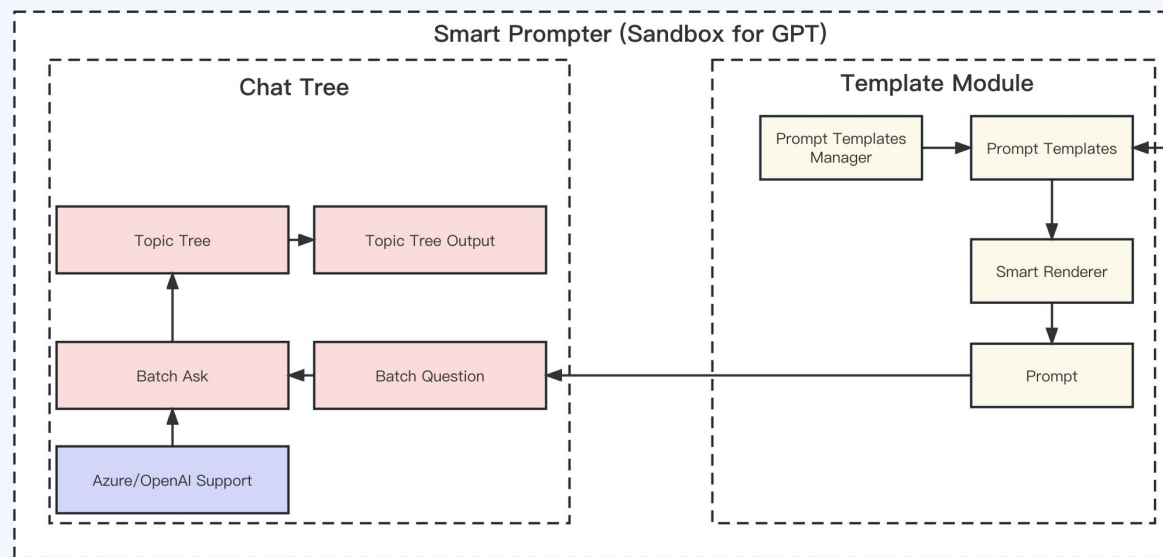 Smart Prompter (Sandbox for GPT)
Chat Tree
Topic Tree
Topic Tree Output
Batch Ask
Batch Question
Azure/OpenAI Support
Template Module
Prompt Templates
Manager
Prompt Templates
Smart Renderer
Prompt